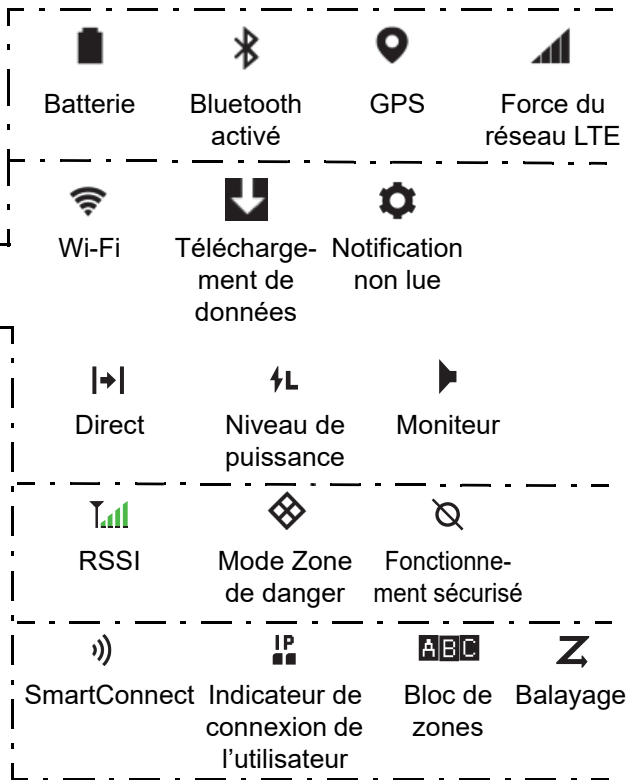 Batterie
Bluetooth
activé
GPS
Force du
réseau LTE
Wi-Fi
Télécharge-
ment de
données
Notification
non lue
Direct
L
Niveau de
puissance
Moniteur
RSSI
Mode Zone
de danger
Fonctionne-
ment sécurisé
SmartConnect
IP
Indicateur de
connexion de
l'utilisateur
ABC
Bloc de
zones
Z
Balayage